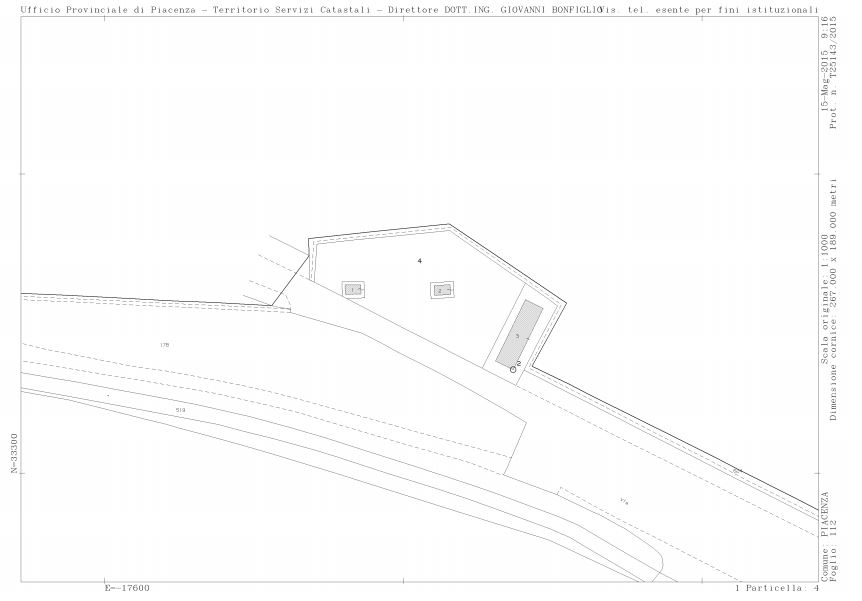 Ufficio Provinciale di Piacenza - Territorio Servizi Catastali - Direttore DOTT.ING. GIOVANNI BONFIGLIO Vis. tel. esente per fini istituzionali
15-Mag-2015 9:16
Prot. n. T25143/2015
Scala originale: 1:1000
Dimensione cornice: 267.000 x 189.000 metri
Comune: PIACENZA
Foglio: 112
N=33300
E=-17600
1 Particella: 4
4
1
2
3
2
178
519